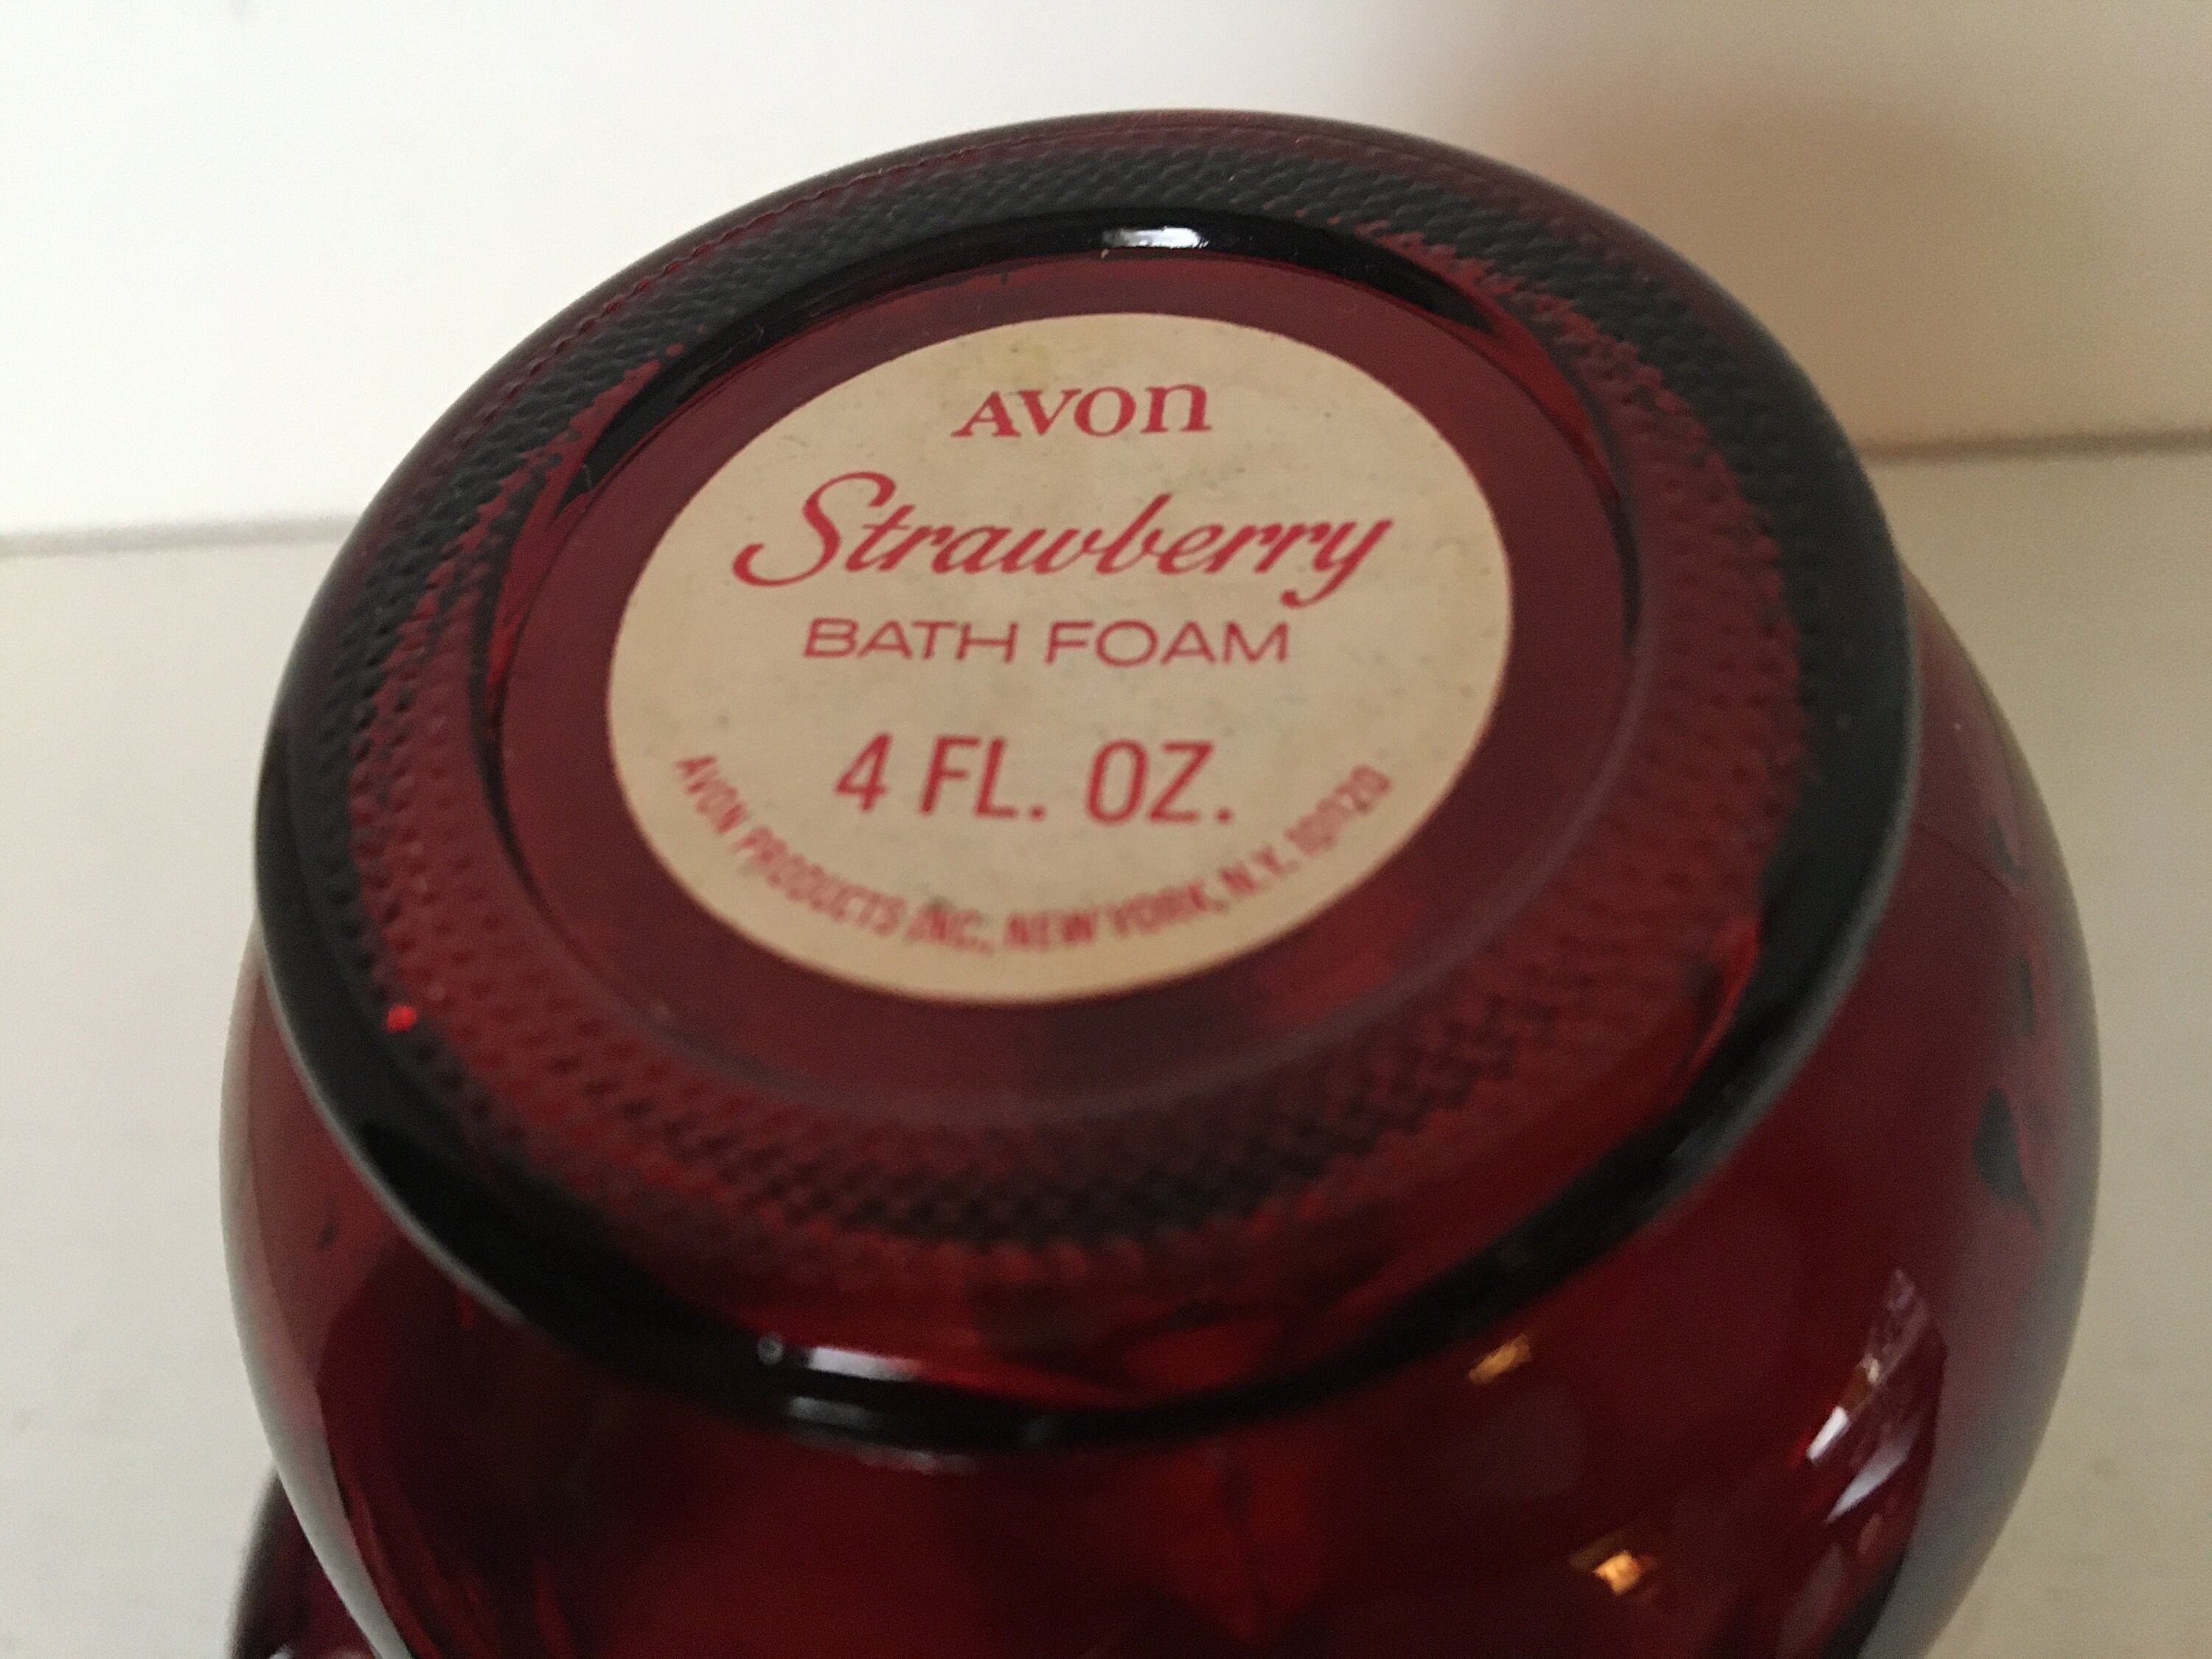 AVON
Strawberry
BATH FOAM
4 FL. OZ.
AVON PRODUCTS INC., NEW YORK, N.Y. 10020